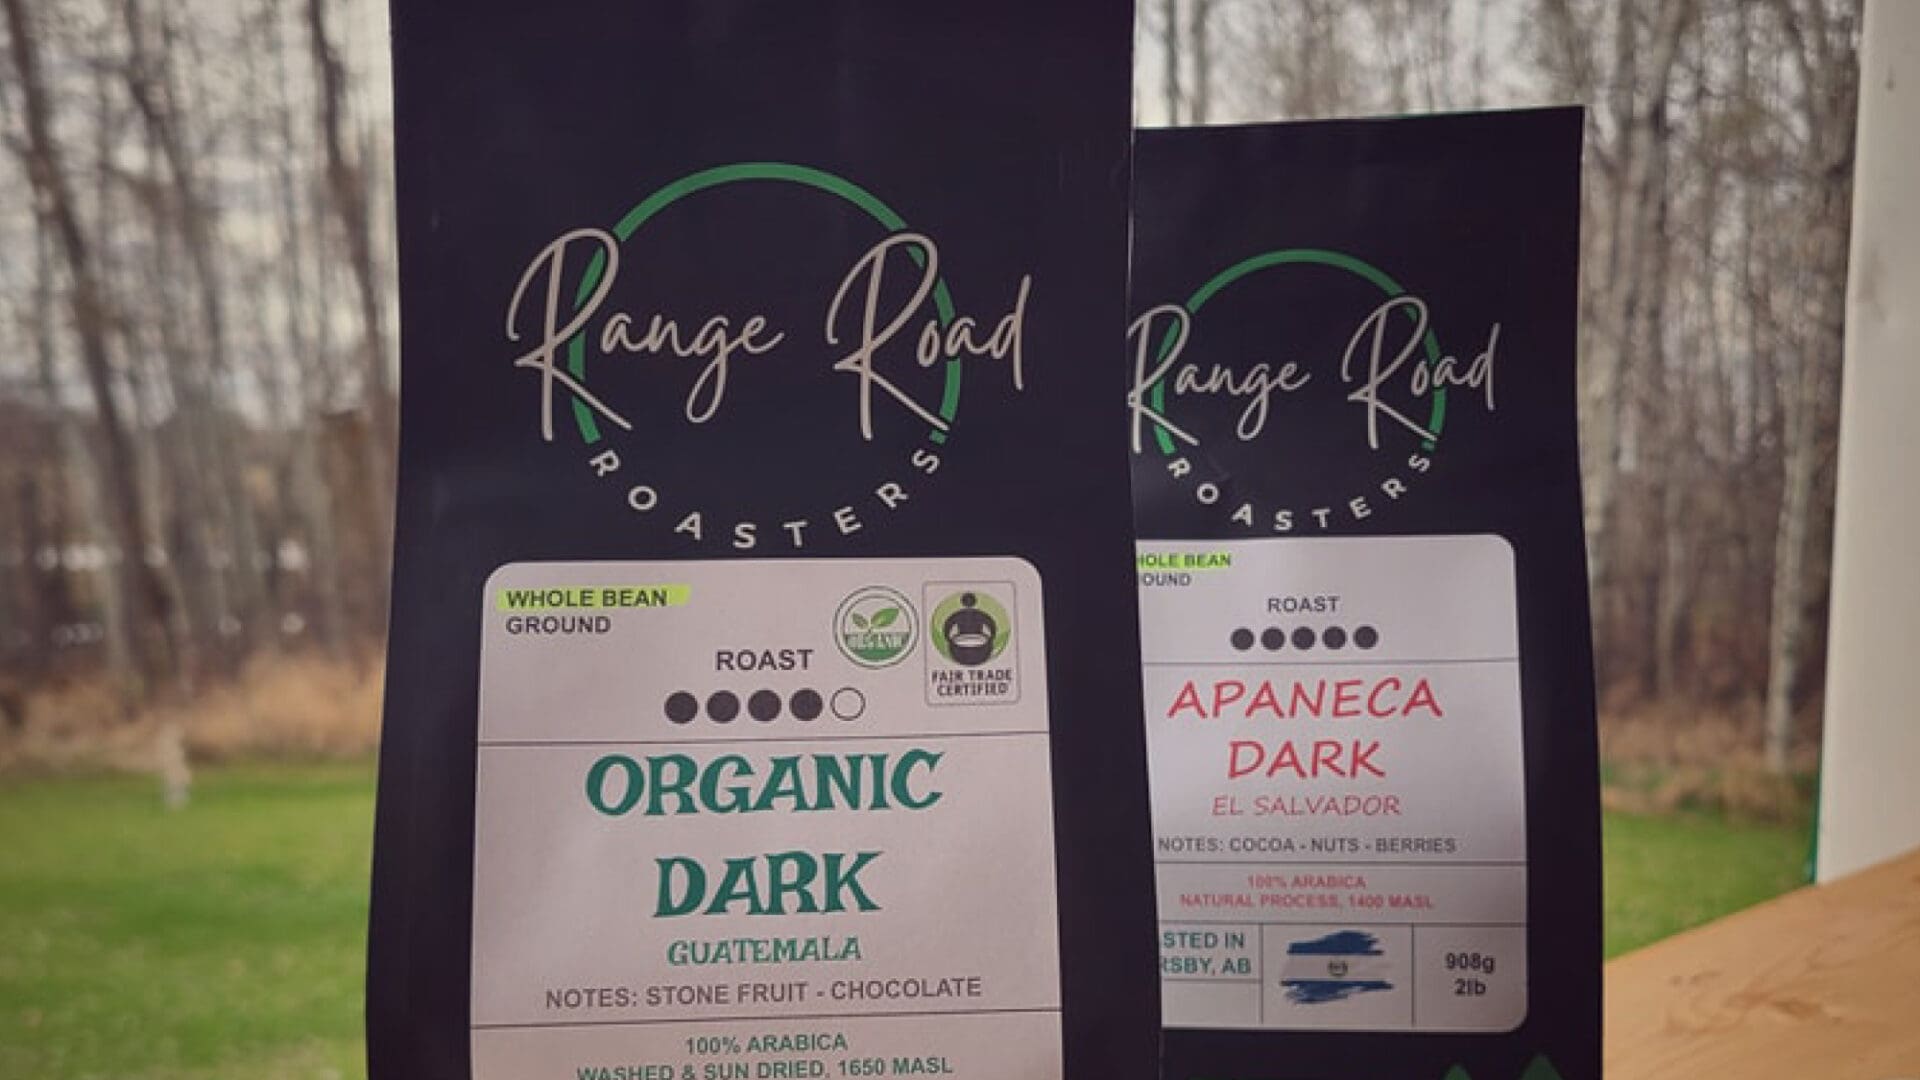 Range Road
ROASTERS
WHOLE BEAN
GROUND
ROAST
ORGANIC
FAIR TRADE
CERTIFIED
ORGANIC
DARK
GUATEMALA
NOTES: STONE FRUIT - CHOCOLATE
100% ARABICA
WASHED & SUN DRIED, 1650 MASL
Range Road
ROASTERS
HOLE BEAN
OUND
ROAST
APANECA
DARK
EL SALVADOR
NOTES: COCOA - NUTS - BERRIES
100% ARABICA
NATURAL PROCESS, 1400 MASL
STED IN
RSBY, AB
908g
2lb